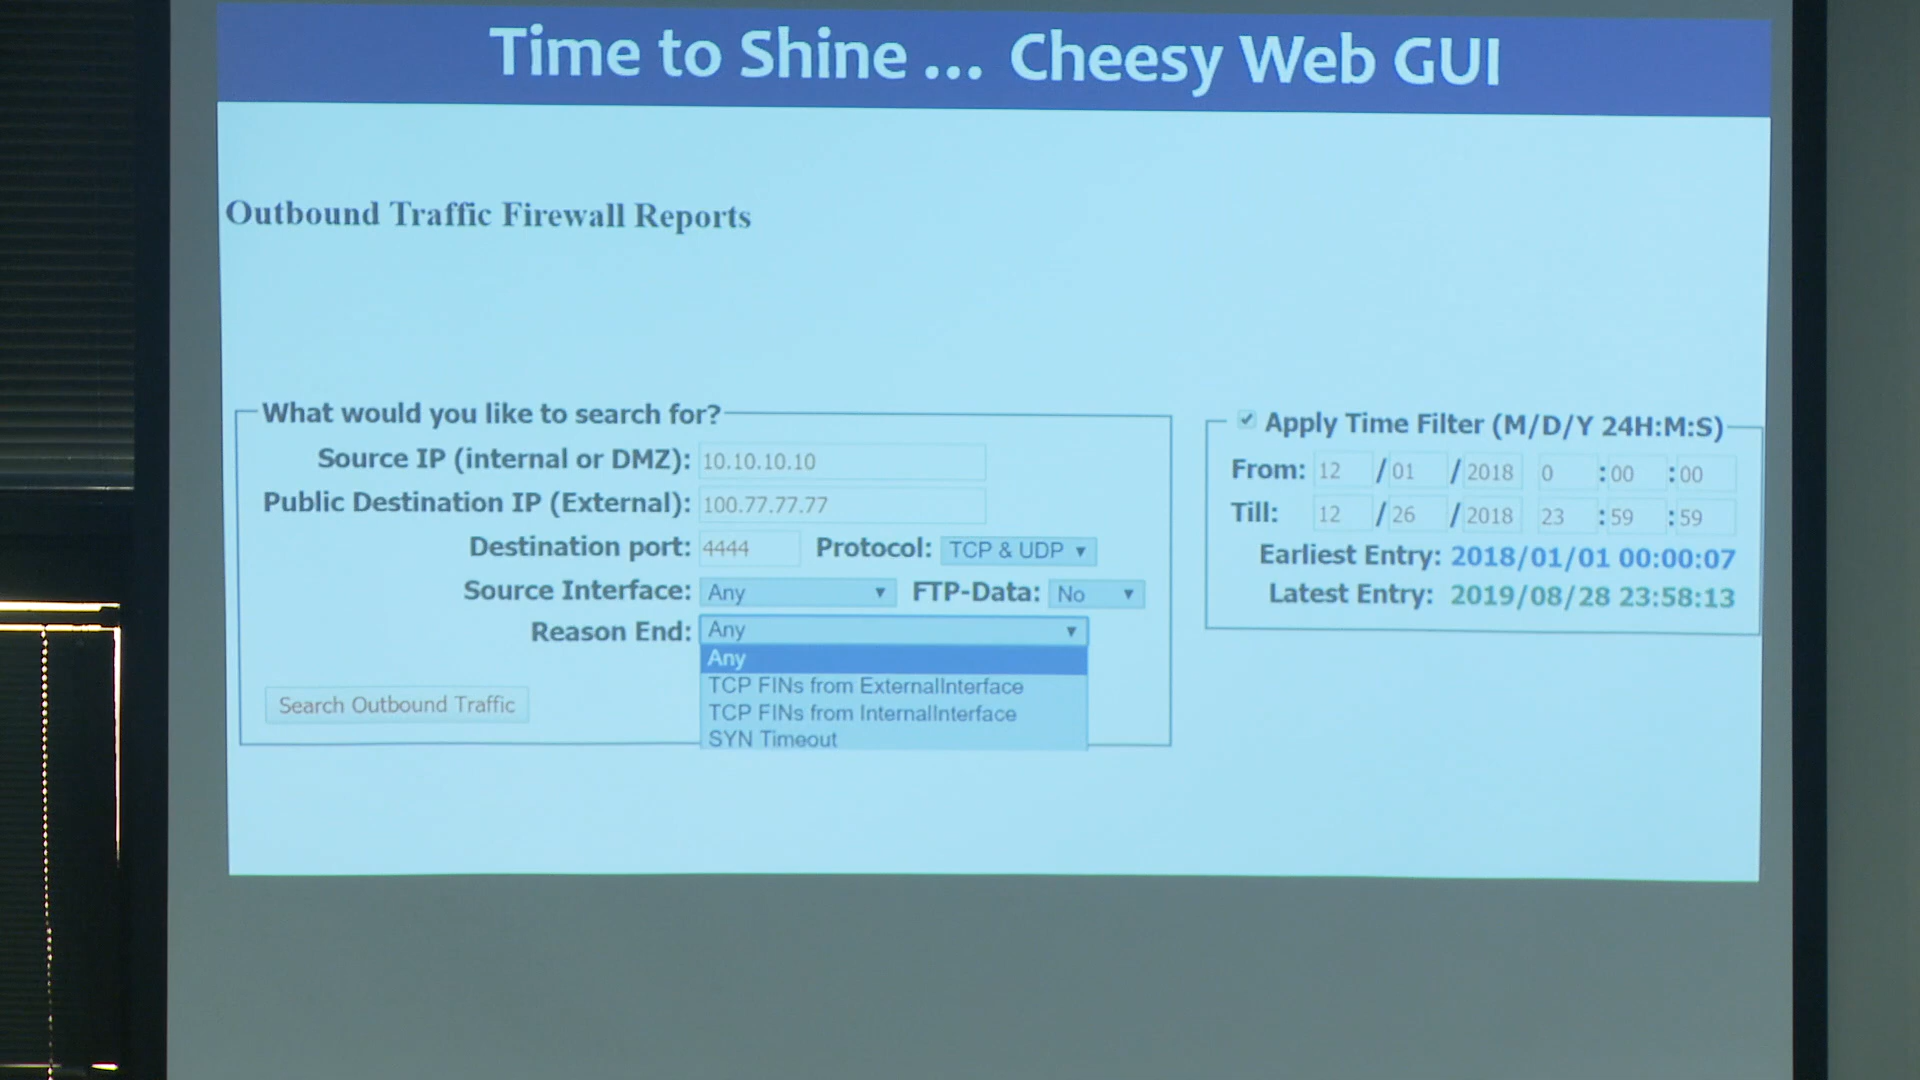 Time to Shine ... Cheesy Web GUI
Outbound Traffic Firewall Reports
What would you like to search for?
Source IP (internal or DMZ): 10.10.10.10
Public Destination IP (External): 100.77.77.77
Destination port: 4444 Protocol: TCP & UDP
Source Interface: Any FTP-Data: No
Reason End: Any
Any
TCP FINs from ExternalInterface
TCP FINs from InternalInterface
SYN Timeout
Search Outbound Traffic
Apply Time Filter (M/D/Y 24H:M:S)
From: 12 / 01 / 2018 0 : 00 : 00
Till: 12 / 26 / 2018 23 : 59 : 59
Earliest Entry: 2018/01/01 00:00:07
Latest Entry: 2019/08/28 23:58:13